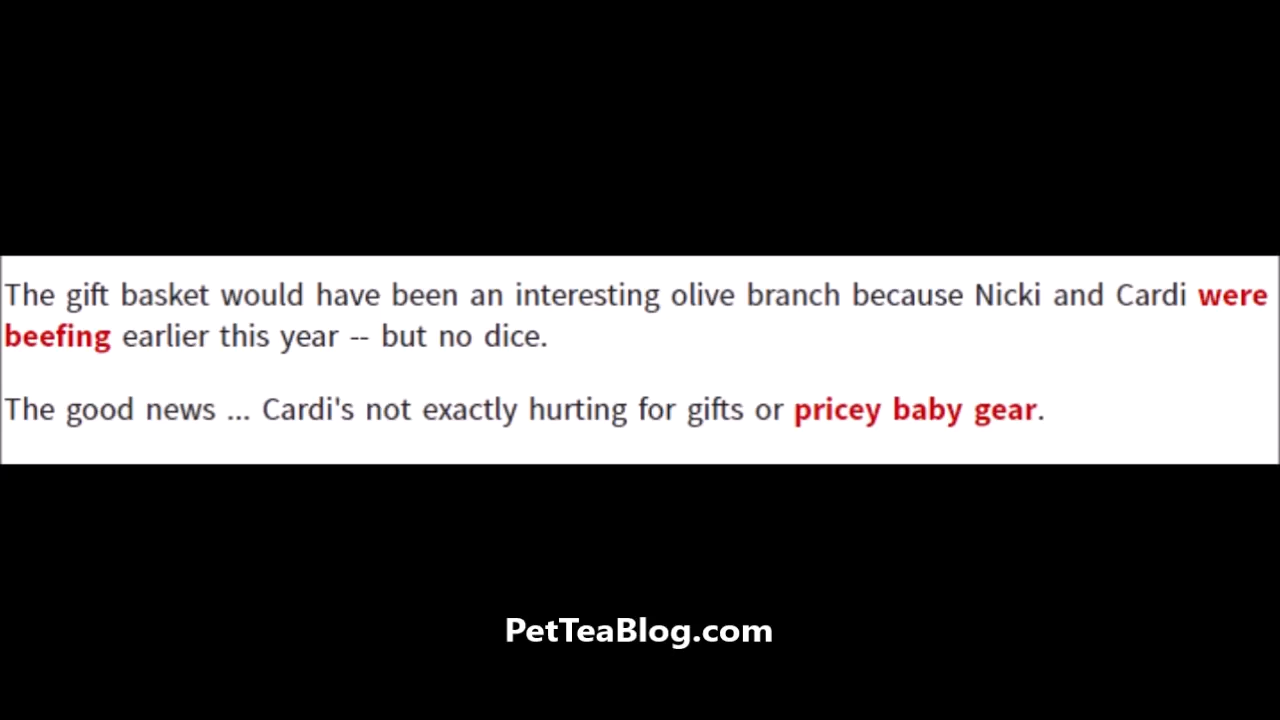 The gift basket would have been an interesting olive branch because Nicki and Cardi were
beefing earlier this year -- but no dice.
The good news ... Cardi's not exactly hurting for gifts or pricey baby gear.
PetTeaBlog.com